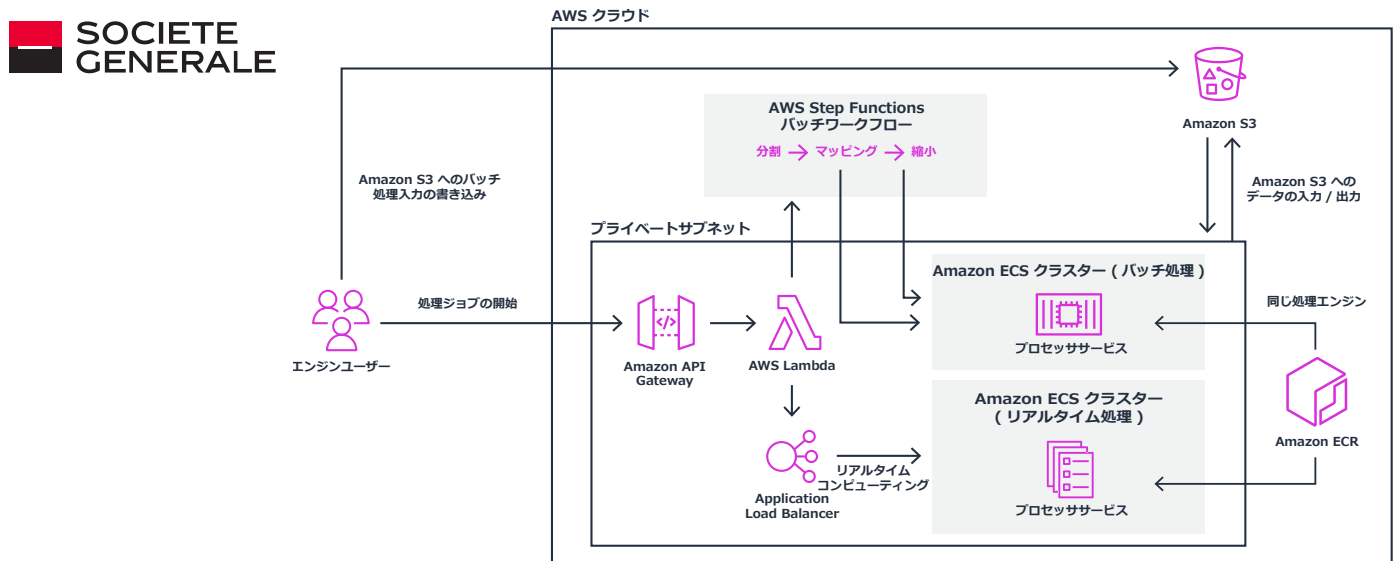 SOCIETE
GENERALE
AWS クラウド
Amazon S3
AWS Step Functions
バッチワークフロー
分割
マッピング
縮小
Amazon S3 へのバッチ
処理入力の書き込み
Amazon S3 への
データの入力 / 出力
プライベートサブネット
Amazon ECS クラスター ( バッチ処理 )
プロセッササービス
処理ジョブの開始
同じ処理エンジン
エンジンユーザー
Amazon API
Gateway
AWS Lambda
Amazon ECS クラスター
( リアルタイム処理 )
プロセッササービス
Amazon ECR
リアルタイム
コンピューティング
Application
Load Balancer